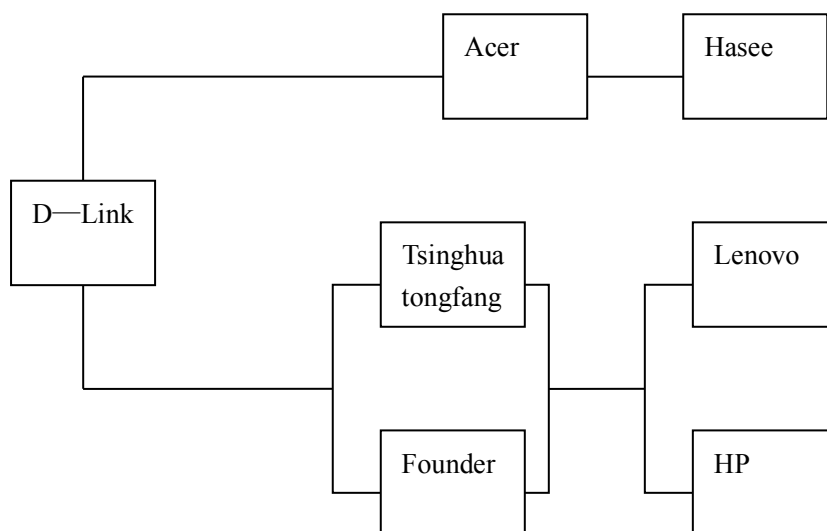 Acer
Hasee
D—Link
Tsinghua
tongfang
Lenovo
Founder
HP